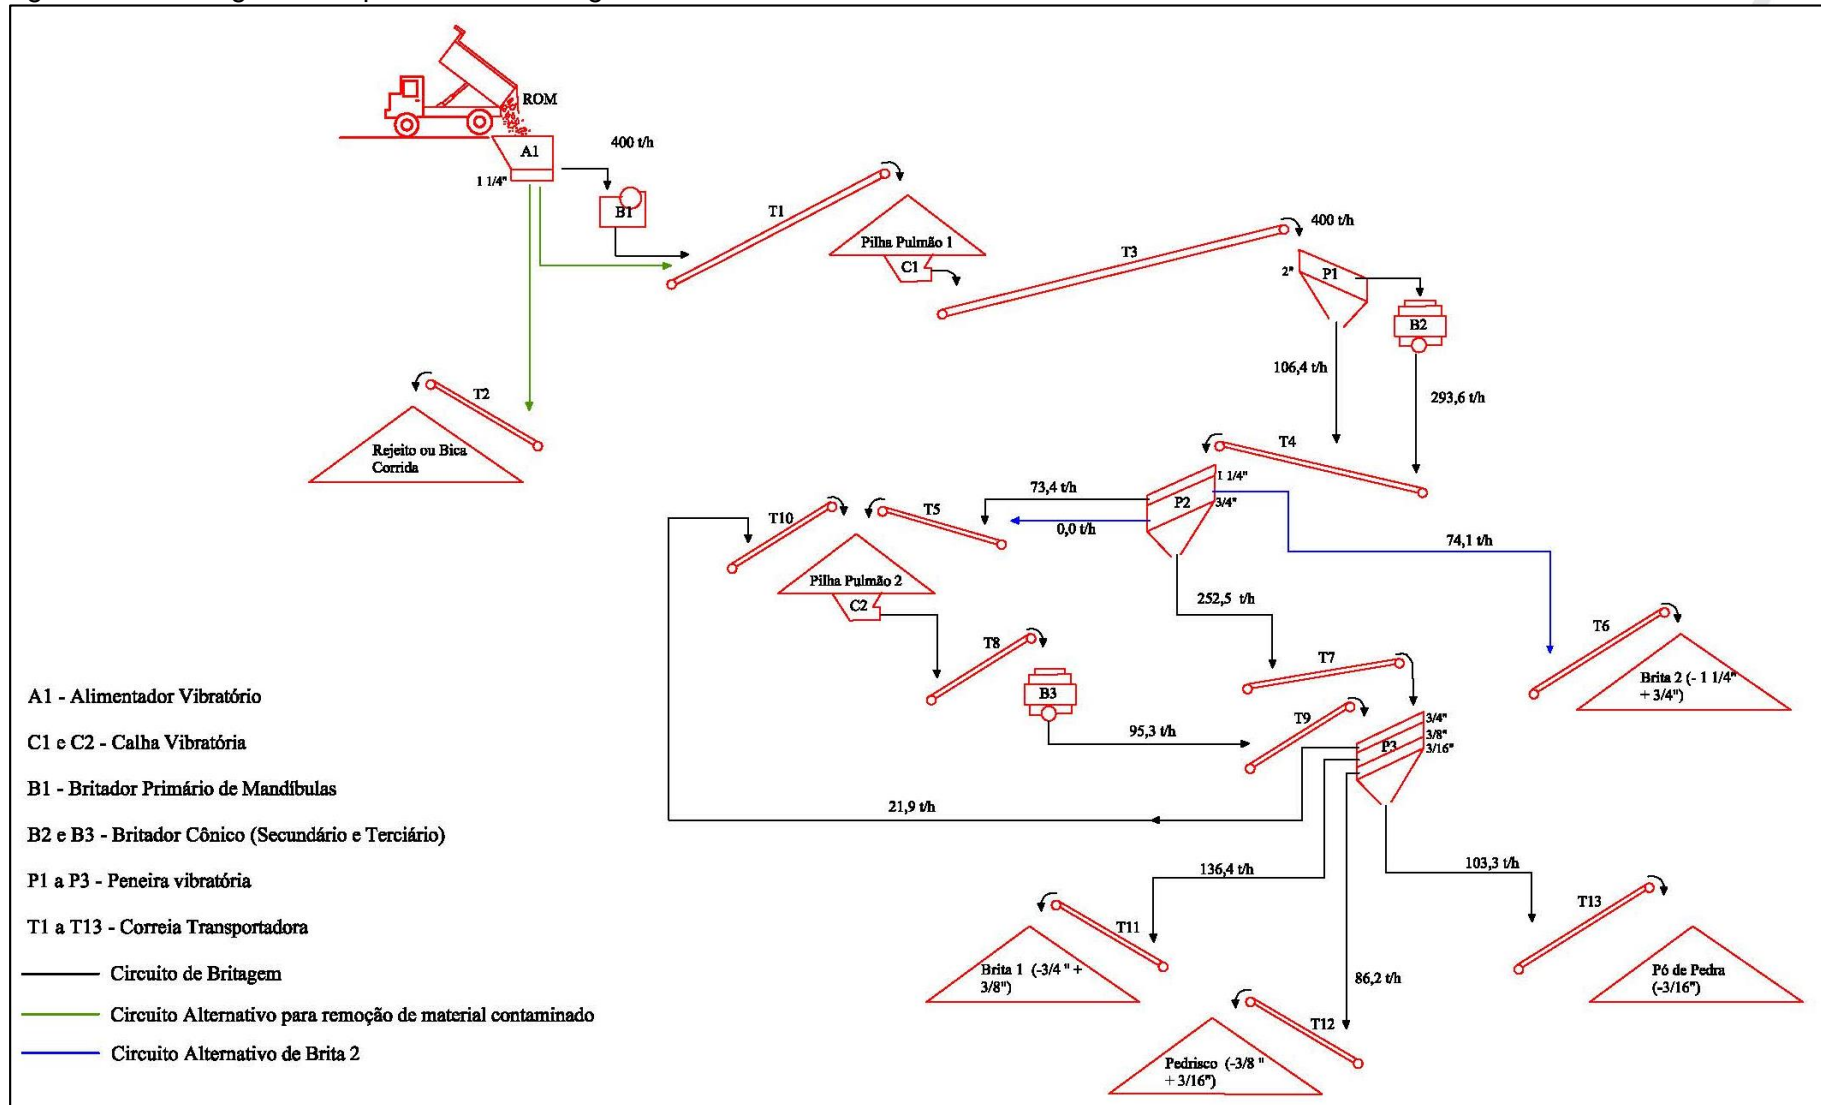 ROM
A1
400 t/h
1 1/4"
B1
T1
Pilha Pulmão 1
C1
T3
400 t/h
2"
P1
B2
106,4 t/h
293,6 t/h
T2
Rejeito ou Bica
Corrida
T4
1 1/4"
3/4"
P2
73,4 t/h
0,0 t/h
T10
T5
74,1 t/h
Pilha Pulmão 2
C2
252,5 t/h
T6
T8
T7
Brita 2 (- 1 1/4"
+ 3/4")
B3
T9
95,3 t/h
3/4"
3/8"
3/16"
P3
21,9 t/h
136,4 t/h
103,3 t/h
T11
T13
Brita 1 (-3/4 " +
3/8")
86,2 t/h
Pó de Pedra
(-3/16")
T12
Pedrisco (-3/8 "
+ 3/16")
A1 - Alimentador Vibratório
C1 e C2 - Calha Vibratória
B1 - Britador Primário de Mandíbulas
B2 e B3 - Britador Cônico (Secundário e Terciário)
P1 a P3 - Peneira vibratória
T1 a T13 - Correia Transportadora
Circuito de Britagem
Circuito Alternativo para remoção de material contaminado
Circuito Alternativo de Brita 2